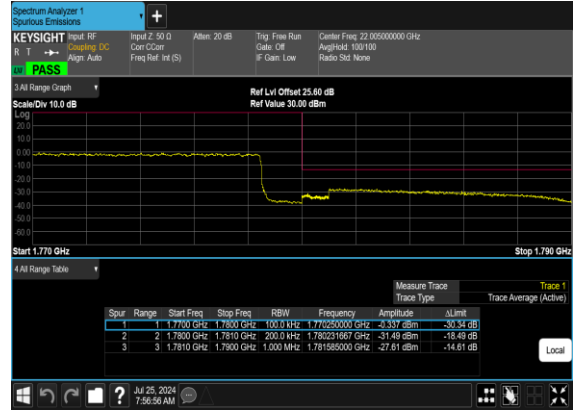 Spectrum Analyzer 1
Spurious Emissions
KEYSIGHT Input: RF Input Z: 50 Ω Atten: 20 dB Trig: Free Run Center Freq: 22.005000000 GHz
R T Coupling: DC Corr CCorr Gate: Off Avg|Hold: 100/100
Align: Auto Freq Ref: Int (S) IF Gain: Low Radio Std: None
PASS
3 All Range Graph
Ref Lvl Offset 25.60 dB
Scale/Div 10.0 dB Ref Value 30.00 dBm
Log
20.0
10.0
0.00
-10.0
-20.0
-30.0
-40.0
-50.0
-60.0
Start 1.770 GHz Stop 1.790 GHz
4 All Range Table
Measure Trace Trace 1
Trace Type Trace Average (Active)
Spur Range Start Freq Stop Freq RBW Frequency Amplitude ΔLimit
1 1 1.7700 GHz 1.7800 GHz 100.0 kHz 1.770250000 GHz -0.337 dBm -30.34 dB
2 2 1.7800 GHz 1.7810 GHz 200.0 kHz 1.780231667 GHz -31.49 dBm -18.49 dB
3 3 1.7810 GHz 1.7900 GHz 1.000 MHz 1.781585000 GHz -27.61 dBm -14.61 dB
Local
Jul 25, 2024
7:56:56 AM